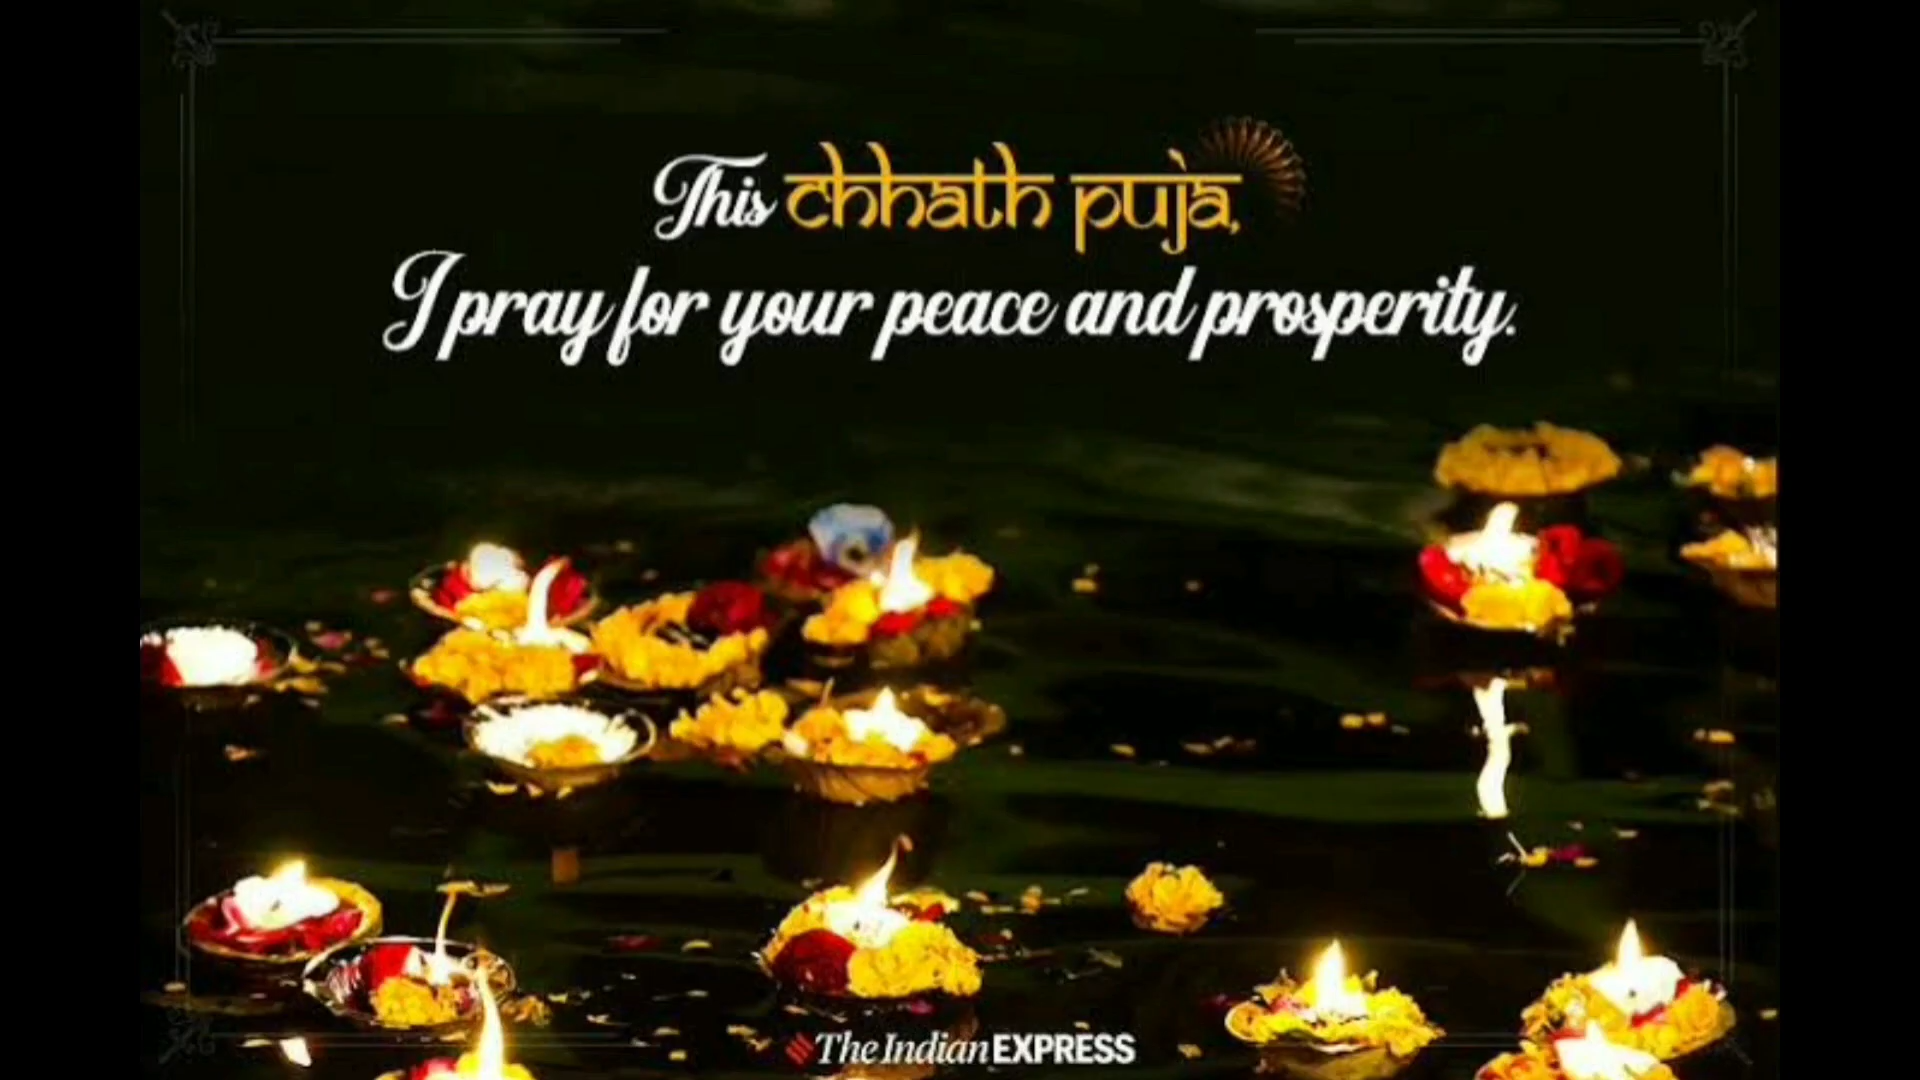 This chhath puja,
I pray for your peace and prosperity.
The Indian EXPRESS